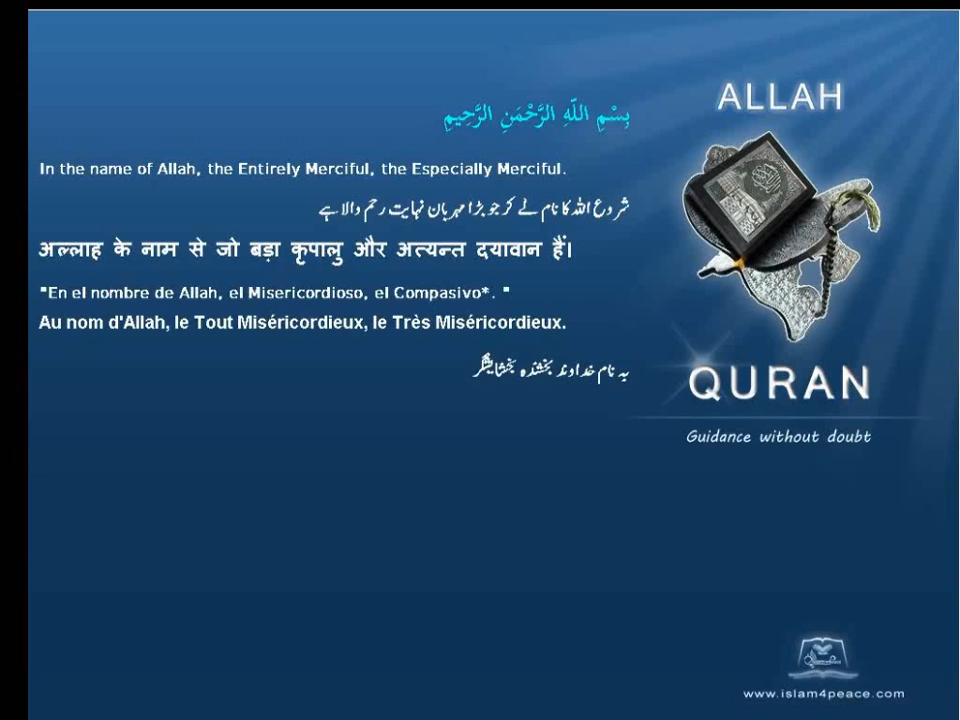 بِسْمِ اللّهِ الرَّحْمَنِ الرَّحِيمِ
In the name of Allah, the Entirely Merciful, the Especially Merciful.
شروع اللہ کا نام لے کر جو بڑا مہربان نہایت رحم والا ہے
अल्लाह के नाम से जो बड़ा कृपालु और अत्यन्त दयावान हैं।
"En el nombre de Allah, el Misericordioso, el Compasivo*. "
Au nom d'Allah, le Tout Miséricordieux, le Très Miséricordieux.
به نام خداوند بخشنده بخشایشگر
ALLAH
QURAN
Guidance without doubt
www.islam4peace.com